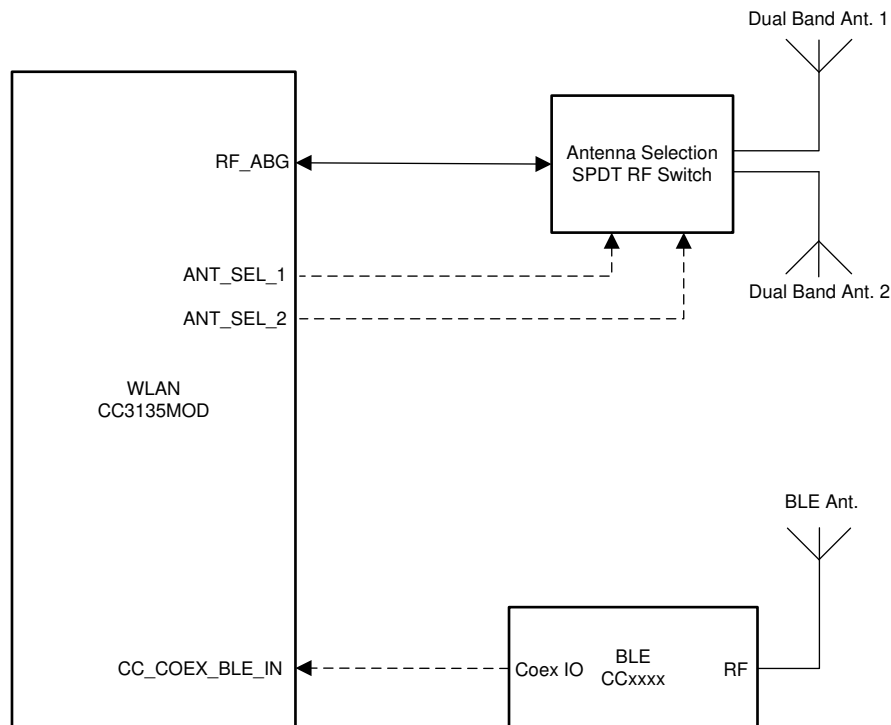 Dual Band Ant. 1
RF_ABG
Antenna Selection
SPDT RF Switch
ANT_SEL_1
Dual Band Ant. 2
ANT_SEL_2
WLAN
CC3135MOD
BLE Ant.
CC_COEX_BLE_IN
Coex IO
BLE
CCxxxx
RF